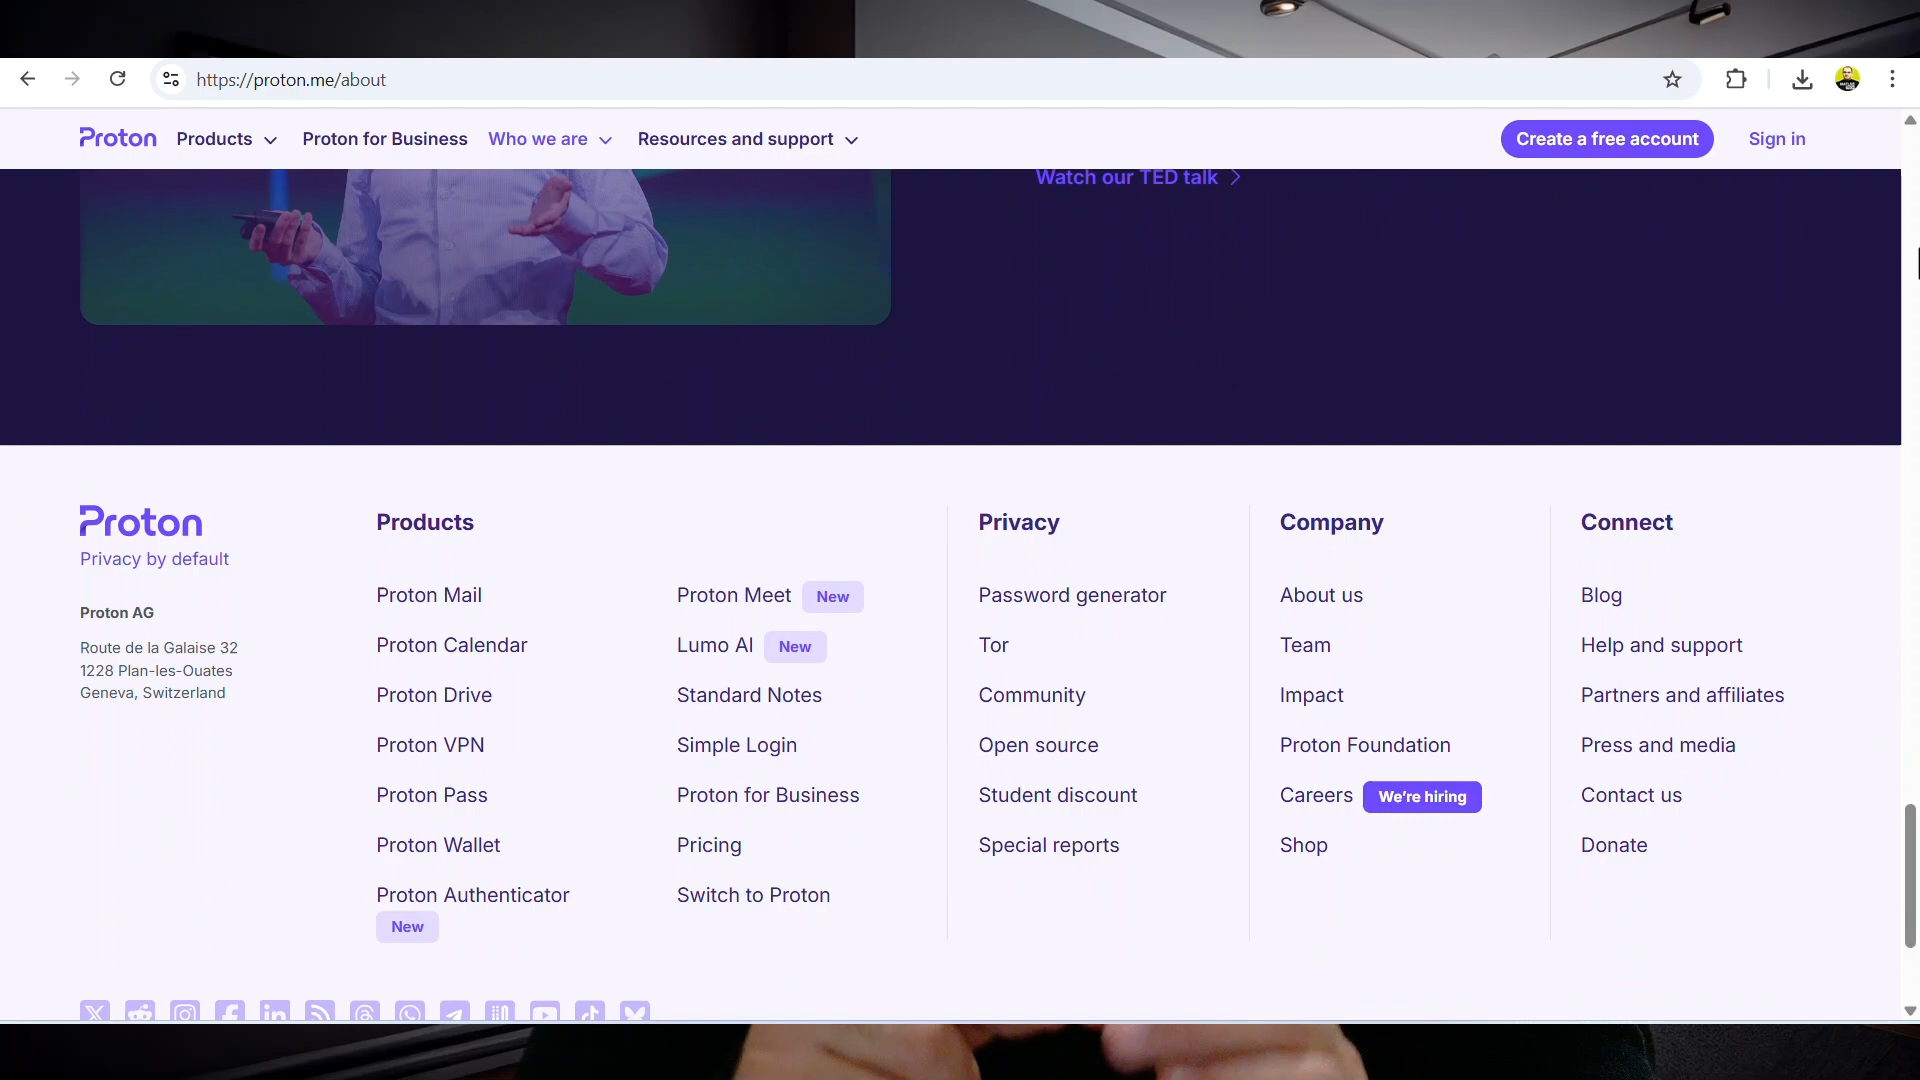 https://proton.me/about
Proton Products Proton for Business Who we are Resources and support Create a free account Sign in
Watch our TED talk
Proton
Privacy by default
Proton AG
Route de la Galaise 32
1228 Plan-les-Ouates
Geneva, Switzerland
Products
Proton Mail
Proton Calendar
Proton Drive
Proton VPN
Proton Pass
Proton Wallet
Proton Authenticator
New
Proton Meet New
Lumo AI New
Standard Notes
Simple Login
Proton for Business
Pricing
Switch to Proton
Privacy
Password generator
Tor
Community
Open source
Student discount
Special reports
Company
About us
Team
Impact
Proton Foundation
Careers We're hiring
Shop
Connect
Blog
Help and support
Partners and affiliates
Press and media
Contact us
Donate